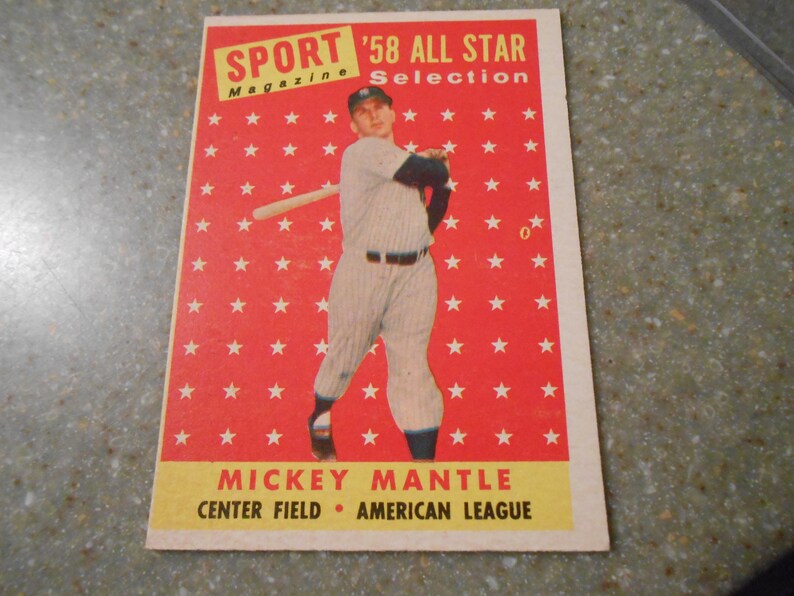 SPORT
Magazine
'58 ALL STAR
Selection
MICKEY MANTLE
CENTER FIELD • AMERICAN LEAGUE